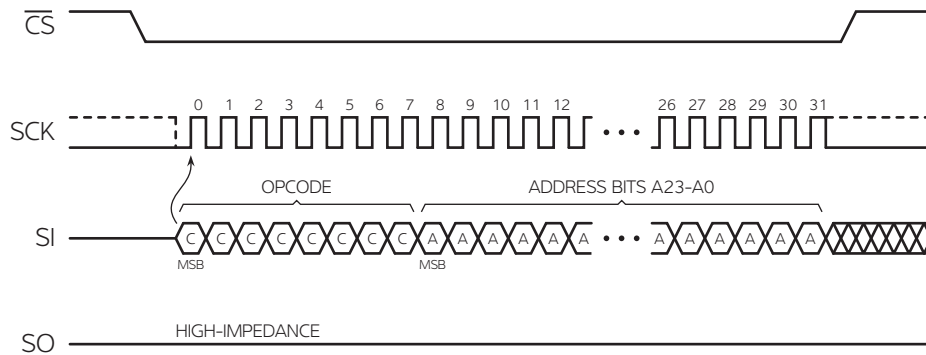 CS
0 1 2 3 4 5 6 7 8 9 10 11 12 26 27 28 29 30 31
SCK
OPCODE ADDRESS BITS A23-A0
SI C C C C C C C C A A A A A A A A A A A A
MSB MSB
HIGH-IMPEDANCE
SO